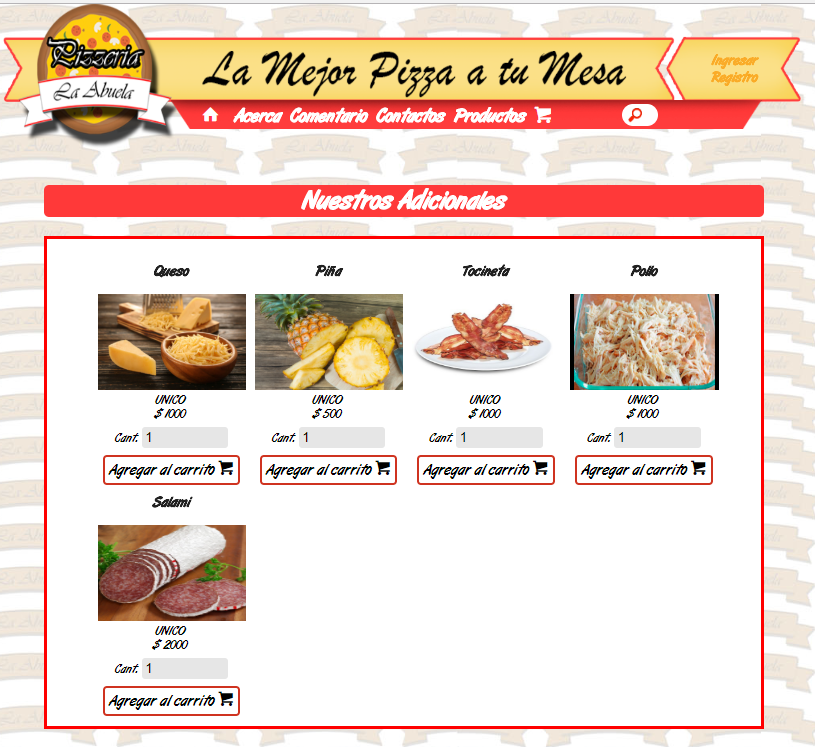 Pizzeria
La Abuela
La Mejor Pizza a tu Mesa
Ingresar
Registro
Acerca Comentario Contactos Productos
Nuestros Adicionales
Queso Piña Tocineta Pollo
UNICO UNICO UNICO UNICO
$ 1000 $ 500 $ 1000 $ 1000
Cant. 1 Cant. 1 Cant. 1 Cant. 1
Agregar al carrito Agregar al carrito Agregar al carrito Agregar al carrito
Salami
UNICO
$ 2000
Cant. 1
Agregar al carrito